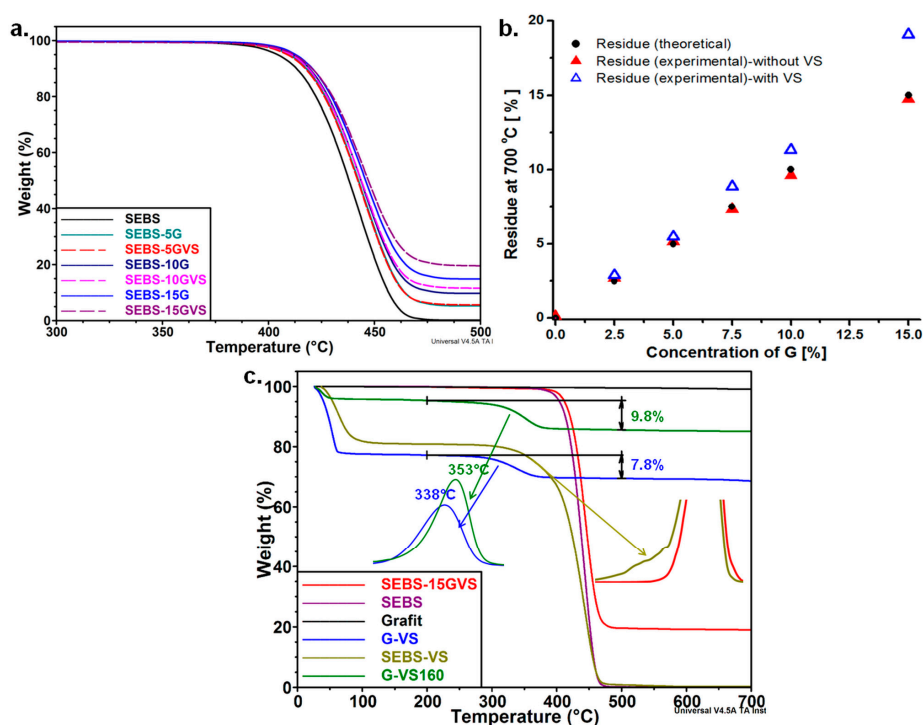 a.
100
80
60
40
20
0
Weight (%)
SEBS
SEBS-5G
SEBS-5GVS
SEBS-10G
SEBS-10GVS
SEBS-15G
SEBS-15GVS
300
350
400
450
500
Temperature (°C)
Universal V4.5A TA I
b.
Residue (theoretical)
Residue (experimental)-without VS
Residue (experimental)-with VS
20
15
10
5
0
Residue at 700 °C [ % ]
0.0 2.5 5.0 7.5 10.0 12.5 15.0
Concentration of G [%]
c.
100
80
60
40
20
0
Weight (%)
9.8%
7.8%
353°C
338°C
SEBS-15GVS
SEBS
Grafit
G-VS
SEBS-VS
G-VS160
0 100 200 300 400 500 600 700
Temperature (°C)
Universal V4.5A TA Inst